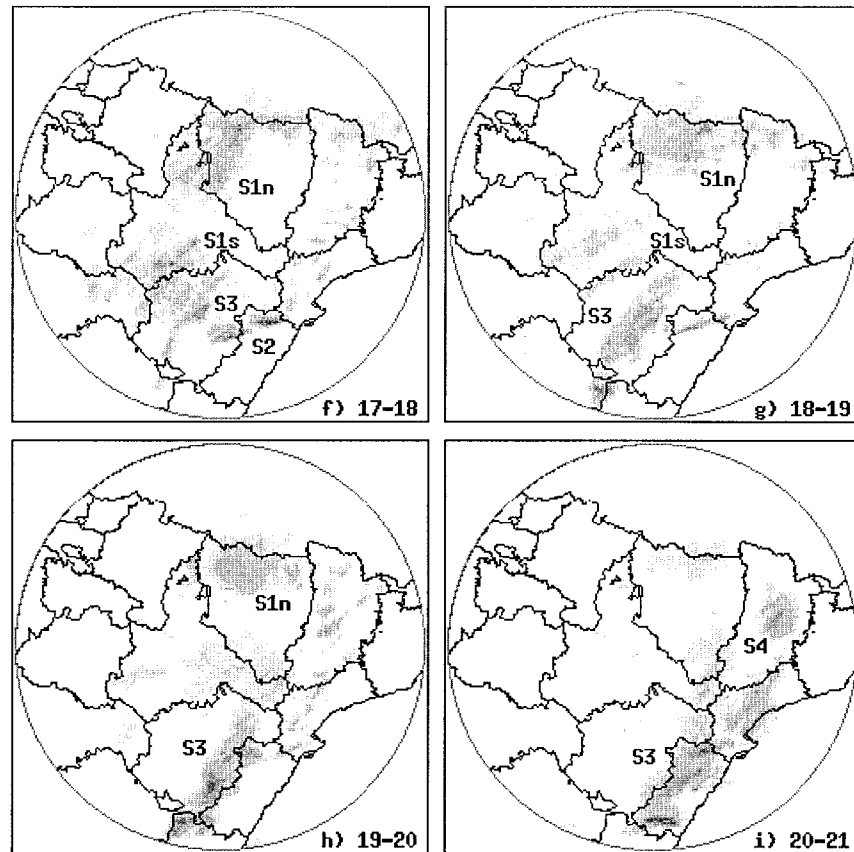 S1n
S1s
S3
S2
f) 17-18
S1n
S1s
S3
g) 18-19
S1n
S3
h) 19-20
S4
S3
i) 20-21